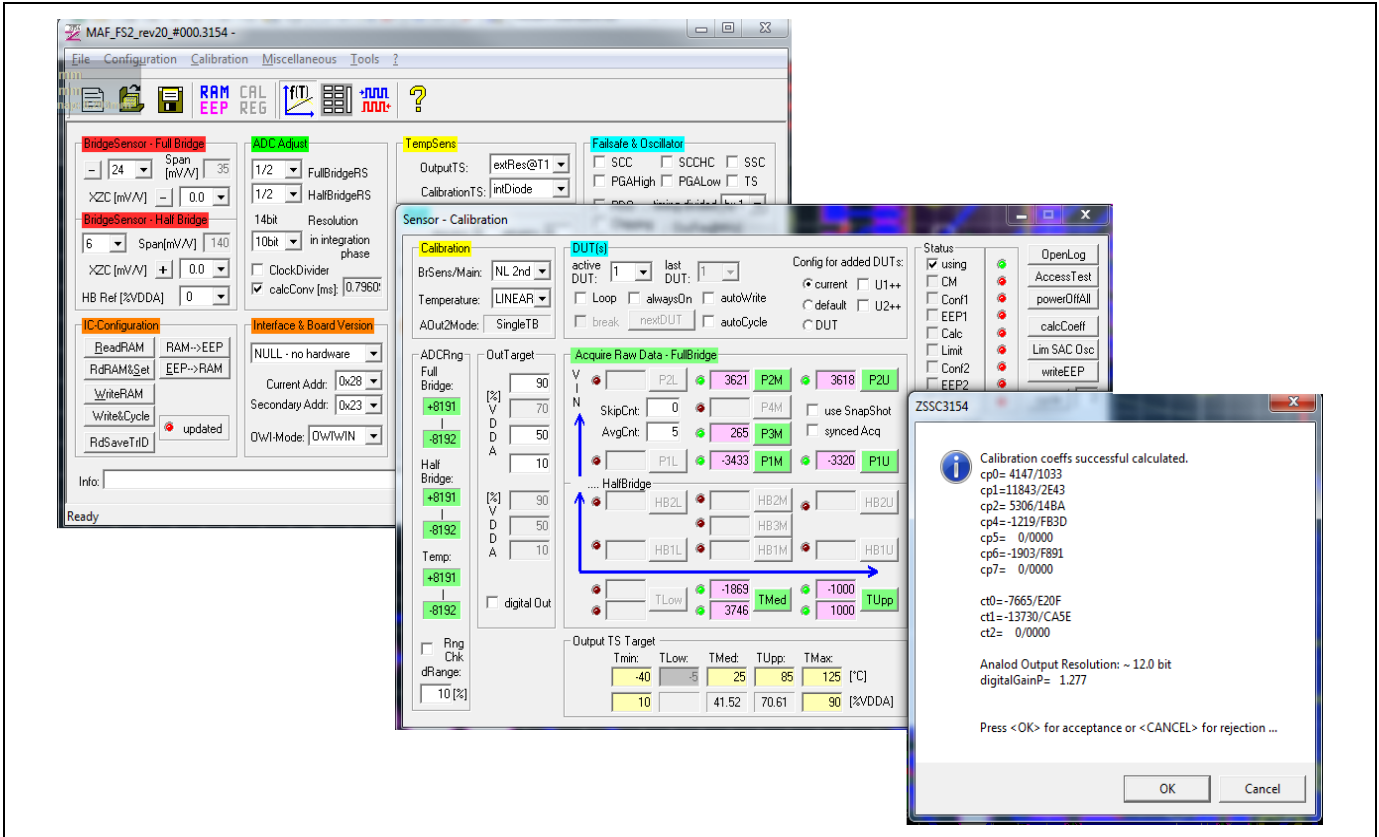 MAF_FS2_rev20_#000.3154 -
File Configuration Calibration Miscellaneous Tools ?
RAM EEP CAL REG f(T) ?
BridgeSensor - Full Bridge
- 24 Span [mV/V] 35
XZC [mV/V] - 0.0
BridgeSensor - Half Bridge
6 Span[mV/V] 140
XZC [mV/V] + 0.0
HB Ref [%VDDA] 0
ADC Adjust
1/2 FullBridgeRS
1/2 HalfBridgeRS
14bit Resolution
10bit in integration phase
ClockDivider
calcConv [ms]: 0.7960
TempSens
OutputTS: extRes@T1
CalibrationTS: intDiode
Failsafe & Oscillator
SCC SCCHC SSC
PGAHigh PGALow TS
IC-Configuration
ReadRAM RAM-->EEP
RdRAM&Set EEP-->RAM
WriteRAM
Write&Cycle
RdSaveTrID
updated
Interface & Board Version
NULL - no hardware
Current Addr: 0x28
Secondary Addr: 0x23
OWI-Mode: OWIWIN
Info:
Ready
Sensor - Calibration
Calibration
BrSens/Main: NL 2nd
Temperature: LINEAR
AOut2Mode: SingleTB
DUT(s)
active DUT: 1 last DUT: 1
Loop alwaysOn autoWrite
break nextDUT autoCycle
Config for added DUTs:
current U1++
default U2++
DUT
Status
using
CM
Conf1
EEP1
Calc
Limit
Conf2
EEP2
OpenLog
AccessTest
powerOffAll
calcCoeff
Lim SAC Osc
writeEEP
ADCRng
Full Bridge:
+8191
|
-8192
Half Bridge:
+8191
|
-8192
Temp:
+8191
|
-8192
Rng Chk
dRange:
10 [%]
OutTarget
[%] VDDA
90
70
50
10
[%] VDDA
90
50
10
digital Out
Acquire Raw Data - FullBridge
VIN
P2L 3621 P2M 3618 P2U
SkipCnt: 0 P4M use SnapShot
AvgCnt: 5 265 P3M synced Acq
P1L -3433 P1M -3320 P1U
.... HalfBridge
HB2L HB2M HB2U
HB3M
HB1L HB1M HB1U
TLow -1869 3746 TMed -1000 1000 TUpp
Output TS Target
Tmin: TLow: TMed: TUpp: TMax:
-40 -5 25 85 125 [°C]
10 41.52 70.61 90 [%VDDA]
ZSSC3154
Calibration coeffs successful calculated.
cp0= 4147/1033
cp1=11843/2E43
cp2= 5306/14BA
cp4=-1219/FB3D
cp5= 0/0000
cp6=-1903/F891
cp7= 0/0000
ct0=-7665/E20F
ct1=-13730/CA5E
ct2= 0/0000
Analod Output Resolution: ~ 12.0 bit
digitalGainP= 1.277
Press <OK> for acceptance or <CANCEL> for rejection ...
OK Cancel